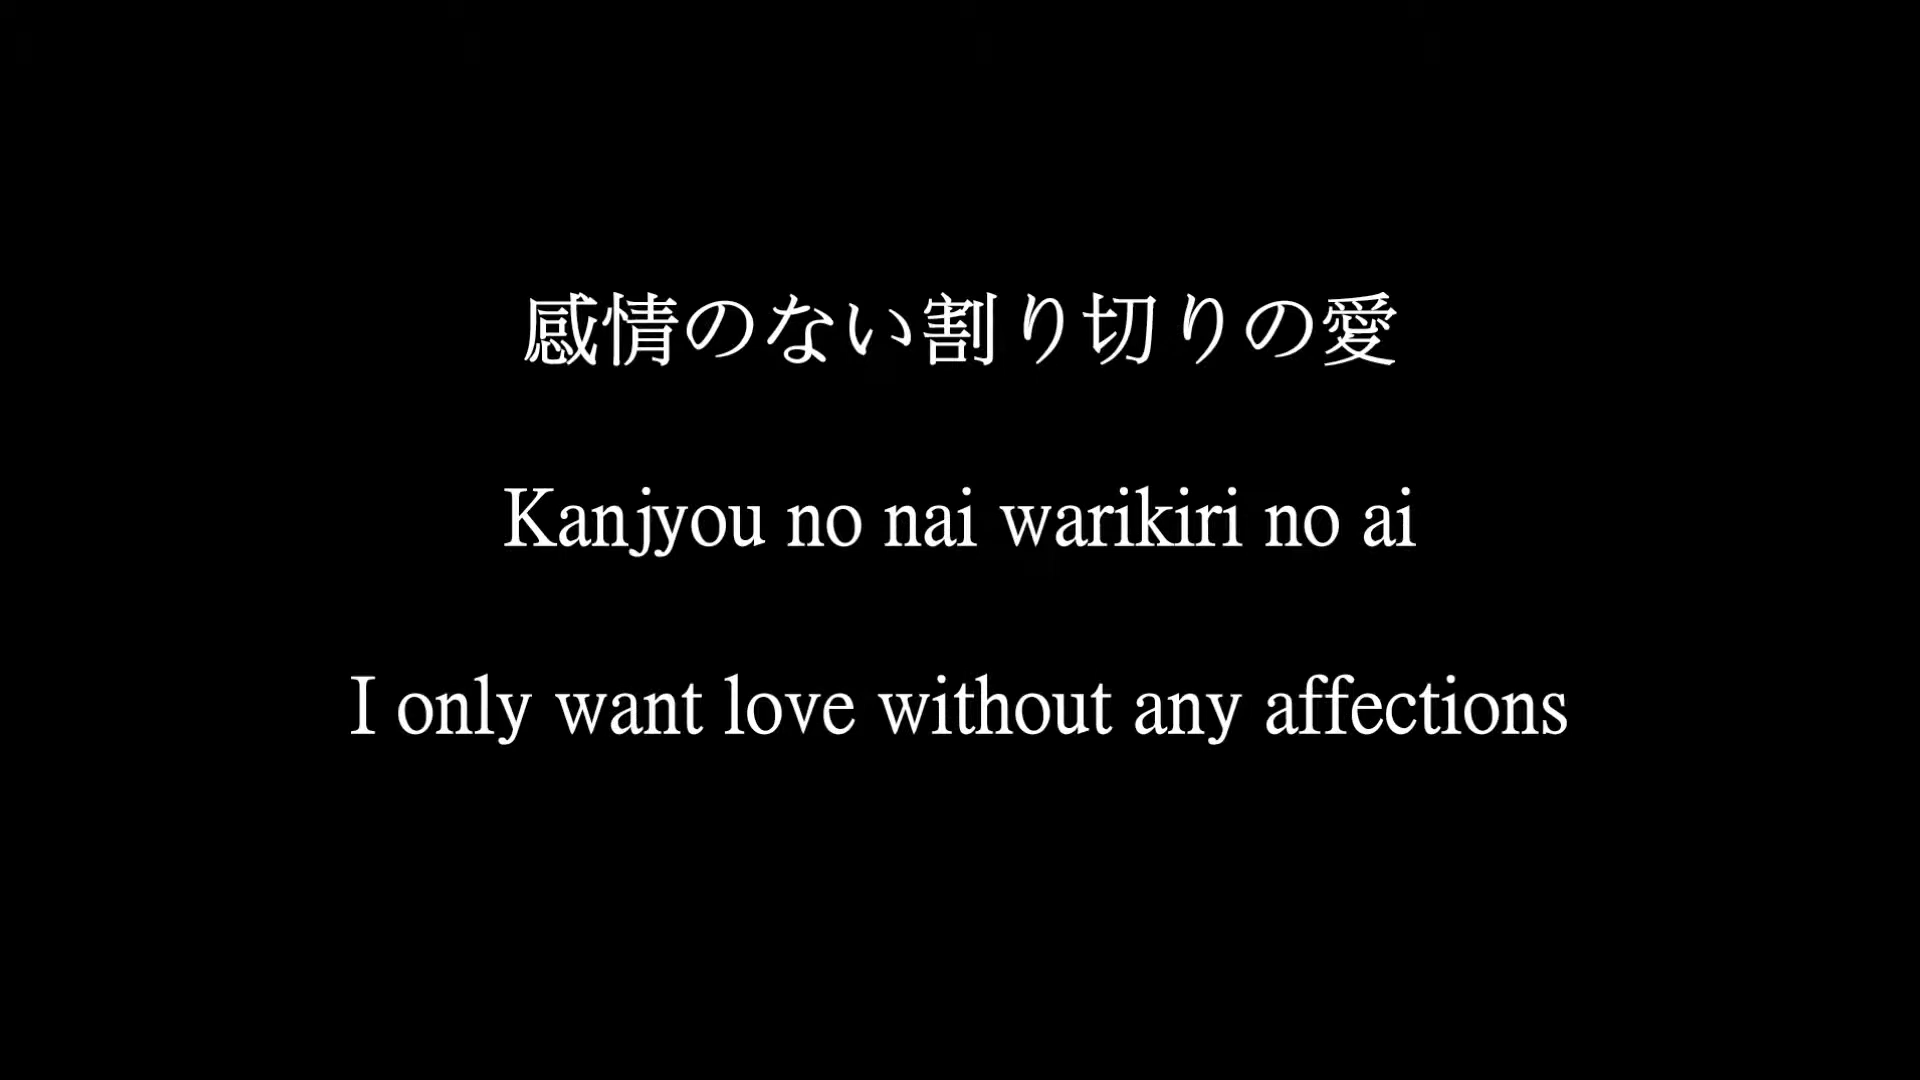 感情のない割り切りの愛
Kanjyou no nai warikiri no ai
I only want love without any affections